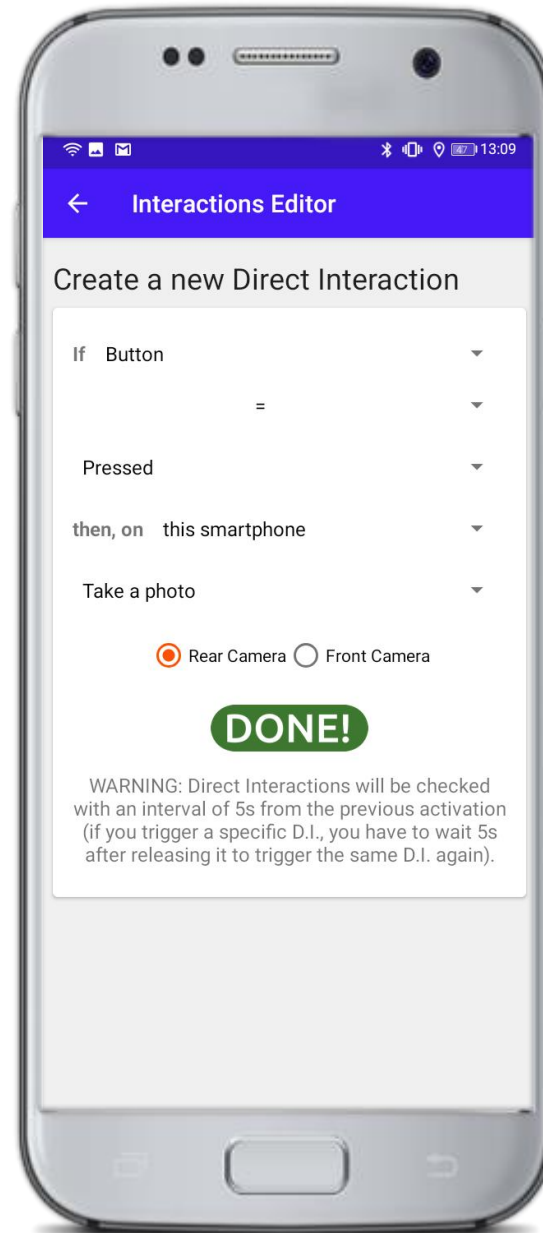 47 13:09
Interactions Editor
Create a new Direct Interaction
If Button
=
Pressed
then, on this smartphone
Take a photo
Rear Camera Front Camera
DONE!
WARNING: Direct Interactions will be checked
with an interval of 5s from the previous activation
(if you trigger a specific D.I., you have to wait 5s
after releasing it to trigger the same D.I. again).